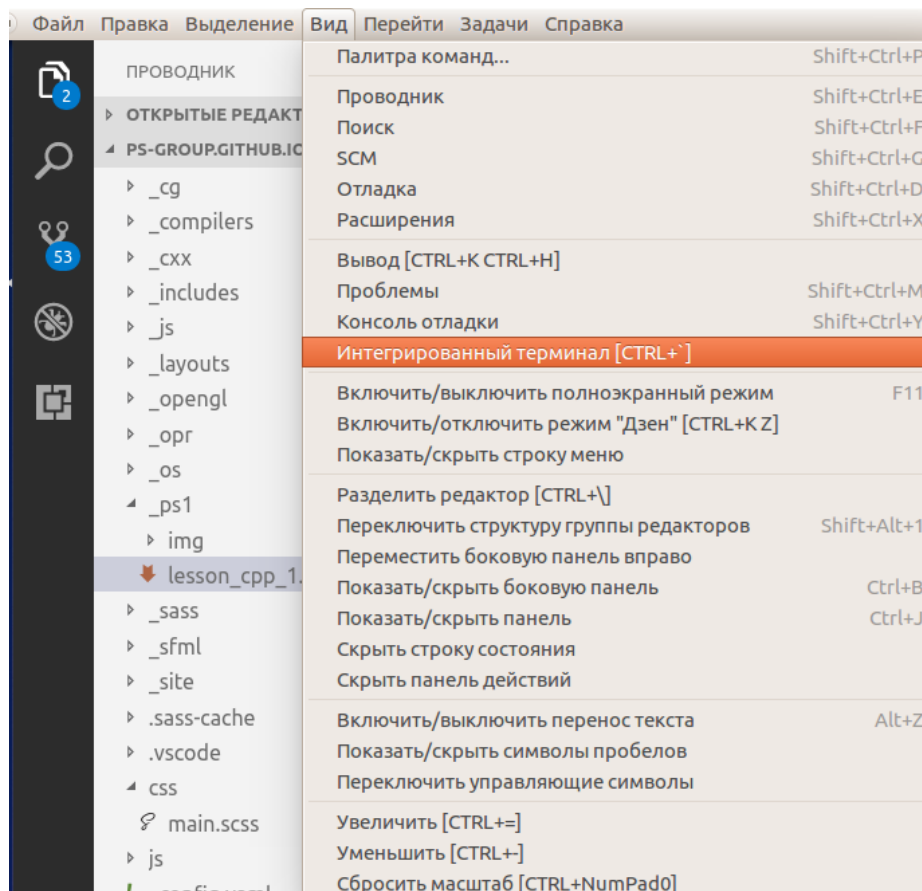 Файл Правка Выделение Вид Перейти Задачи Справка
ПРОВОДНИК
ОТКРЫТЫЕ РЕДАКТ
PS-GROUP.GITHUB.IO
_cg
_compilers
_cxx
_includes
_js
_layouts
_opengl
_opr
_os
_ps1
img
lesson_cpp_1.
_sass
_sfml
_site
.sass-cache
.vscode
css
main.scss
js
2
53
Палитра команд... Shift+Ctrl+P
Проводник Shift+Ctrl+E
Поиск Shift+Ctrl+F
SCM Shift+Ctrl+G
Отладка Shift+Ctrl+D
Расширения Shift+Ctrl+X
Вывод [CTRL+K CTRL+H]
Проблемы Shift+Ctrl+M
Консоль отладки Shift+Ctrl+Y
Интегрированный терминал [CTRL+`]
Включить/выключить полноэкранный режим F11
Включить/отключить режим "Дзен" [CTRL+K Z]
Показать/скрыть строку меню
Разделить редактор [CTRL+\]
Переключить структуру группы редакторов Shift+Alt+1
Переместить боковую панель вправо
Показать/скрыть боковую панель Ctrl+B
Показать/скрыть панель Ctrl+J
Скрыть строку состояния
Скрыть панель действий
Включить/выключить перенос текста Alt+Z
Показать/скрыть символы пробелов
Переключить управляющие символы
Увеличить [CTRL+=]
Уменьшить [CTRL+-]
Сбросить масштаб [CTRL+NumPad0]